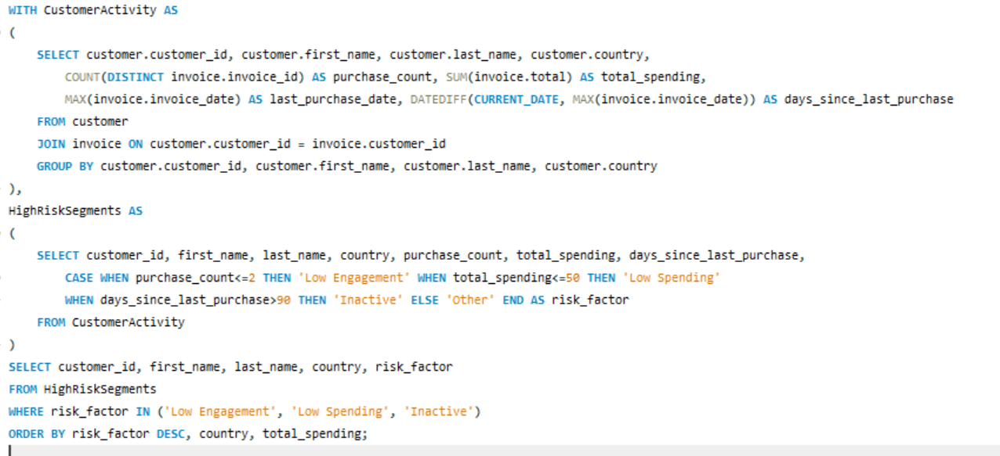 WITH CustomerActivity AS
(
SELECT customer.customer_id, customer.first_name, customer.last_name, customer.country,
COUNT(DISTINCT invoice.invoice_id) AS purchase_count, SUM(invoice.total) AS total_spending,
MAX(invoice.invoice_date) AS last_purchase_date, DATEDIFF(CURRENT_DATE, MAX(invoice.invoice_date)) AS days_since_last_purchase
FROM customer
JOIN invoice ON customer.customer_id = invoice.customer_id
GROUP BY customer.customer_id, customer.first_name, customer.last_name, customer.country
),
HighRiskSegments AS
(
SELECT customer_id, first_name, last_name, country, purchase_count, total_spending, days_since_last_purchase,
CASE WHEN purchase_count<=2 THEN 'Low Engagement' WHEN total_spending<=50 THEN 'Low Spending'
WHEN days_since_last_purchase>90 THEN 'Inactive' ELSE 'Other' END AS risk_factor
FROM CustomerActivity
)
SELECT customer_id, first_name, last_name, country, risk_factor
FROM HighRiskSegments
WHERE risk_factor IN ('Low Engagement', 'Low Spending', 'Inactive')
ORDER BY risk_factor DESC, country, total_spending;